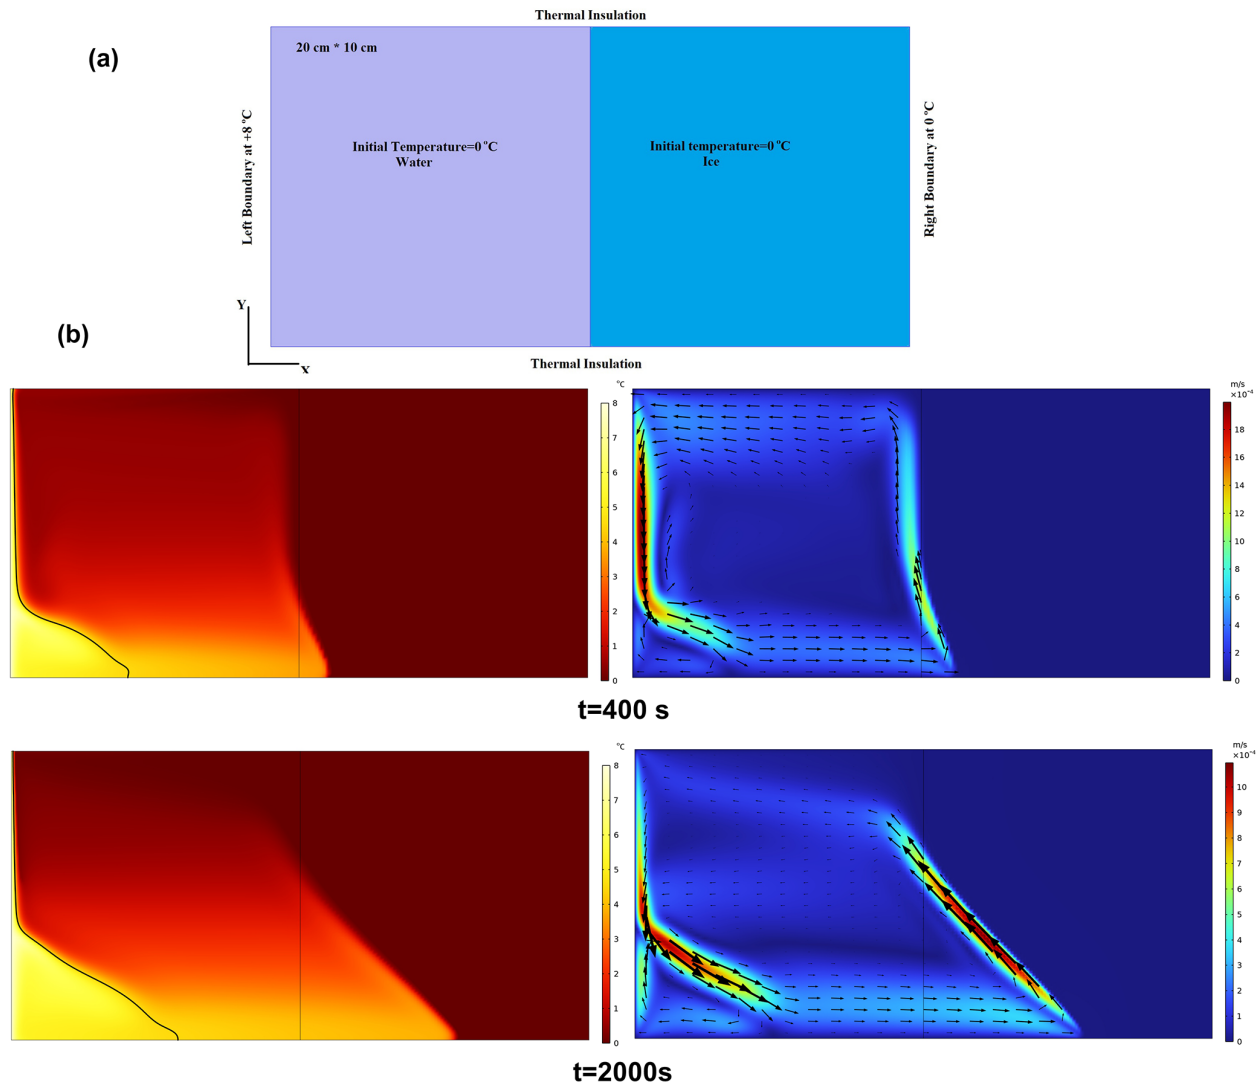 Thermal Insulation
(a)
20 cm * 10 cm
Left Boundary at +8 °C
Initial Temperature=0 °C
Water
Initial temperature=0 °C
Ice
Right Boundary at 0 °C
Y
X
Thermal Insulation
(b)
°C
8
7
6
5
4
3
2
1
0
m/s
×10⁻⁴
18
16
14
12
10
8
6
4
2
0
t=400 s
°C
8
7
6
5
4
3
2
1
0
m/s
×10⁻⁴
10
9
8
7
6
5
4
3
2
1
0
t=2000s